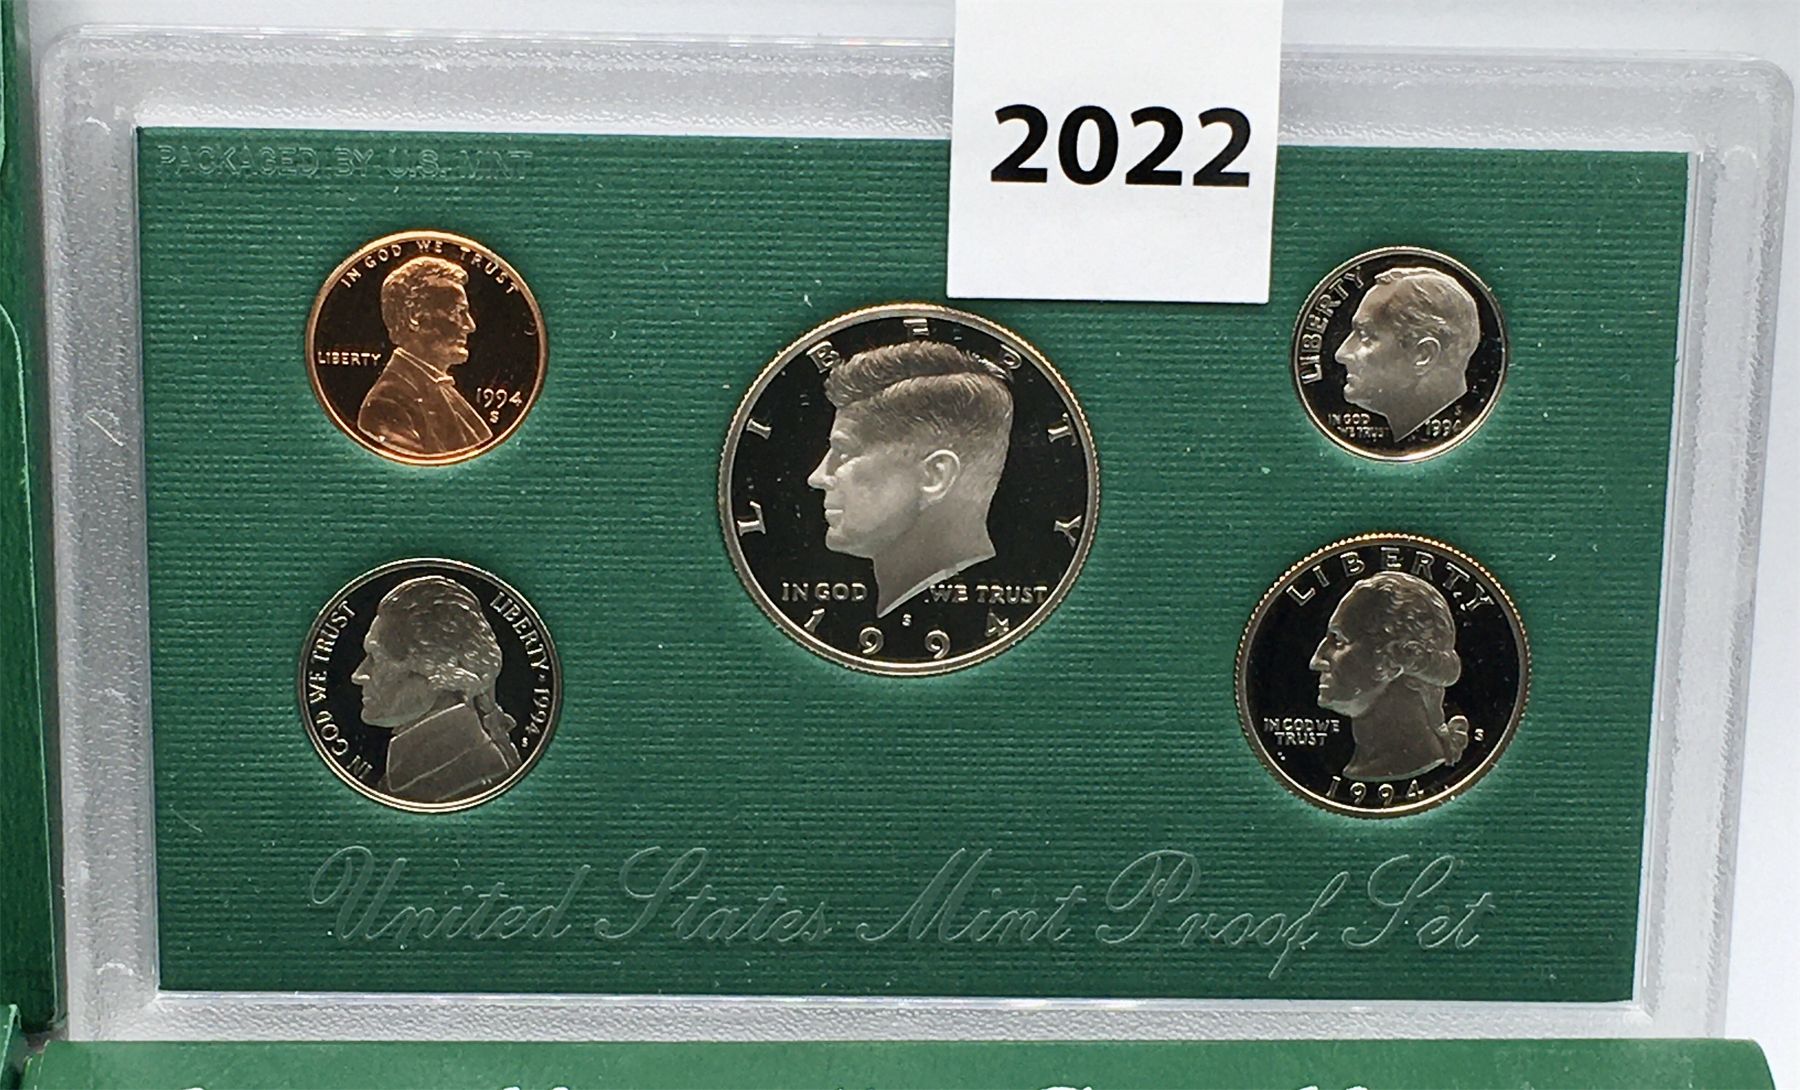 2022
PACKAGED BY U.S. MINT
IN GOD WE TRUST
LIBERTY
1994
S
LIBERTY
IN GOD WE TRUST
S
1994
LIBERTY
IN GOD
WE TRUST
S
1994
IN GOD WE TRUST
LIBERTY · 1994
S
LIBERTY
IN GOD WE
TRUST
S
1994
United States Mint Proof Set